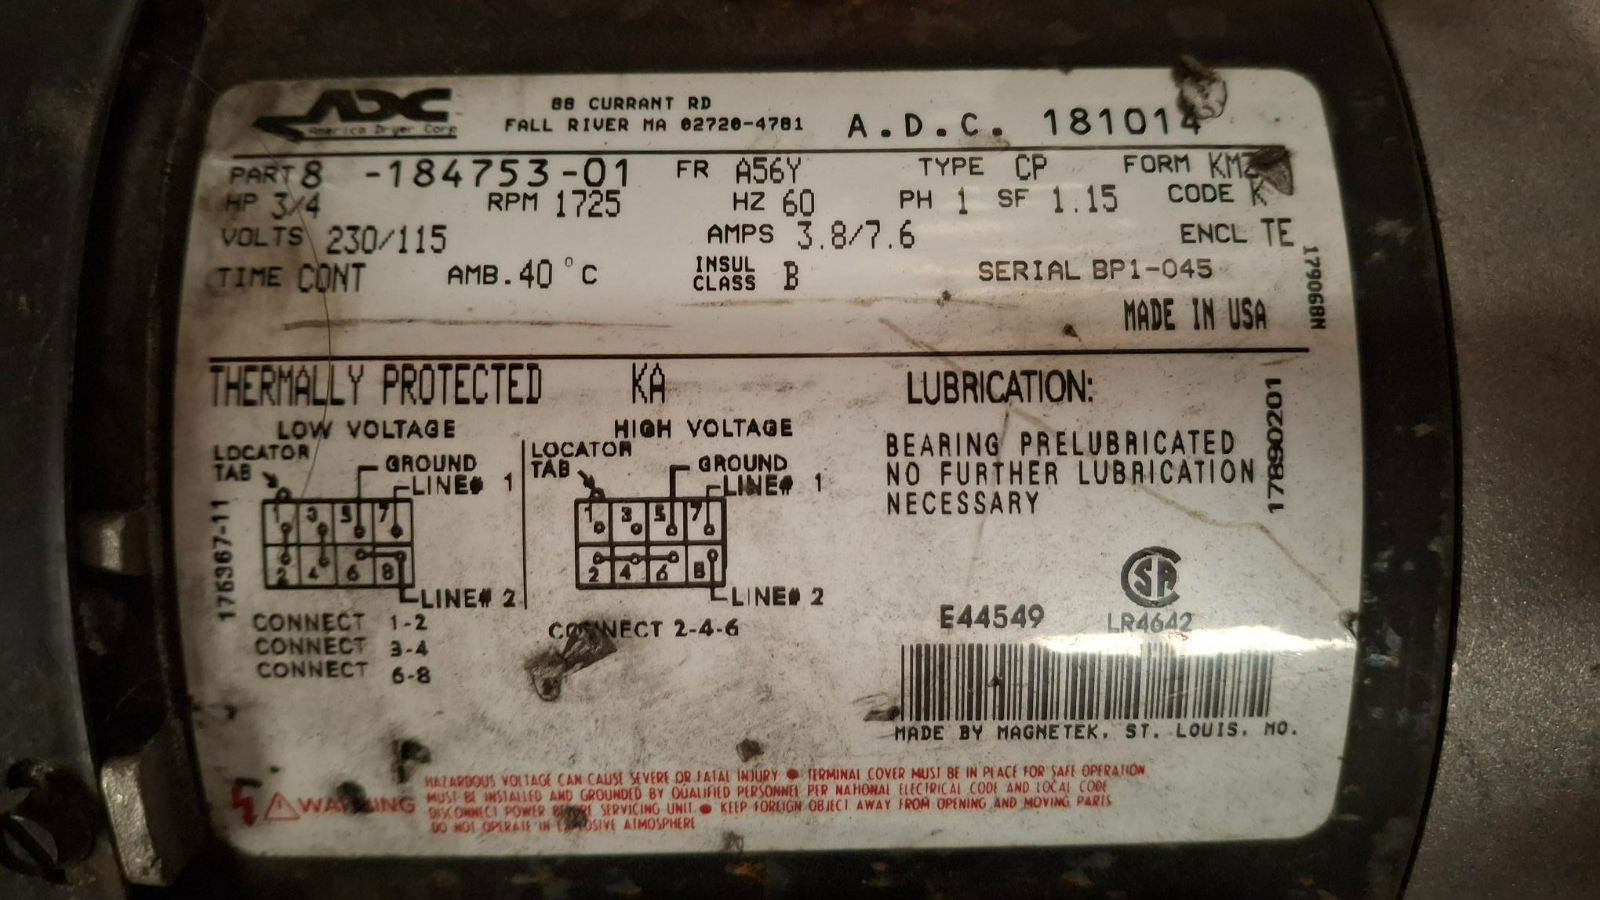 ADC
America Dryer Corp
88 CURRANT RD
FALL RIVER MA 02720-4781
A.D.C. 181014
PART 8 -184753-01 FR A56Y TYPE CP FORM
HP 3/4 RPM 1725 HZ 60 PH 1 SF 1.15 CODE K
VOLTS 230/115 AMPS 3.8/7.6 ENCL TE
TIME CONT AMB. 40°C INSUL CLASS B SERIAL BP1-045
MADE IN USA
179068N
THERMALLY PROTECTED KA
LOW VOLTAGE
LOCATOR TAB
GROUND
LINE# 1
1 3 5 7
2 4 6 8
LINE# 2
CONNECT 1-2
CONNECT 3-4
CONNECT 6-8
175367-11
HIGH VOLTAGE
LOCATOR TAB
GROUND
LINE# 1
1 3 5 7
2 4 6 8
LINE# 2
CONNECT 2-4-6
LUBRICATION:
BEARING PRELUBRICATED
NO FURTHER LUBRICATION
NECESSARY
17890201
E44549
LR4642
MADE BY MAGNETEK, ST. LOUIS, MO.
WARNING
HAZARDOUS VOLTAGE CAN CAUSE SEVERE OR FATAL INJURY ● TERMINAL COVER MUST BE IN PLACE FOR SAFE OPERATION
MUST BE INSTALLED AND GROUNDED BY QUALIFIED PERSONNEL PER NATIONAL ELECTRICAL CODE AND LOCAL CODE
DISCONNECT POWER BEFORE SERVICING UNIT ● KEEP FOREIGN OBJECT AWAY FROM OPENING AND MOVING PARTS
DO NOT OPERATE IN EXPLOSIVE ATMOSPHERE